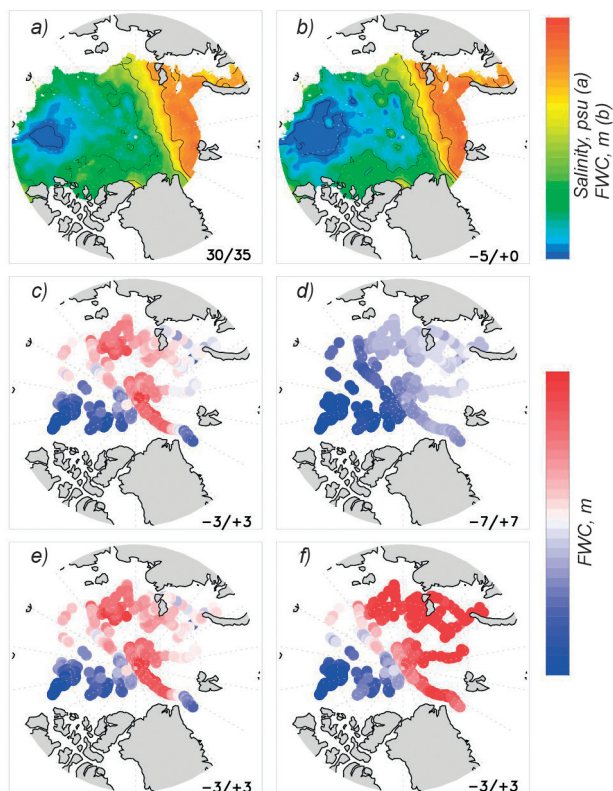 a)
30/35
b)
-5/+0
Salinity, psu (a)
FWC, m (b)
c)
-3/+3
d)
-7/+7
FWC, m
e)
-3/+3
f)
-3/+3